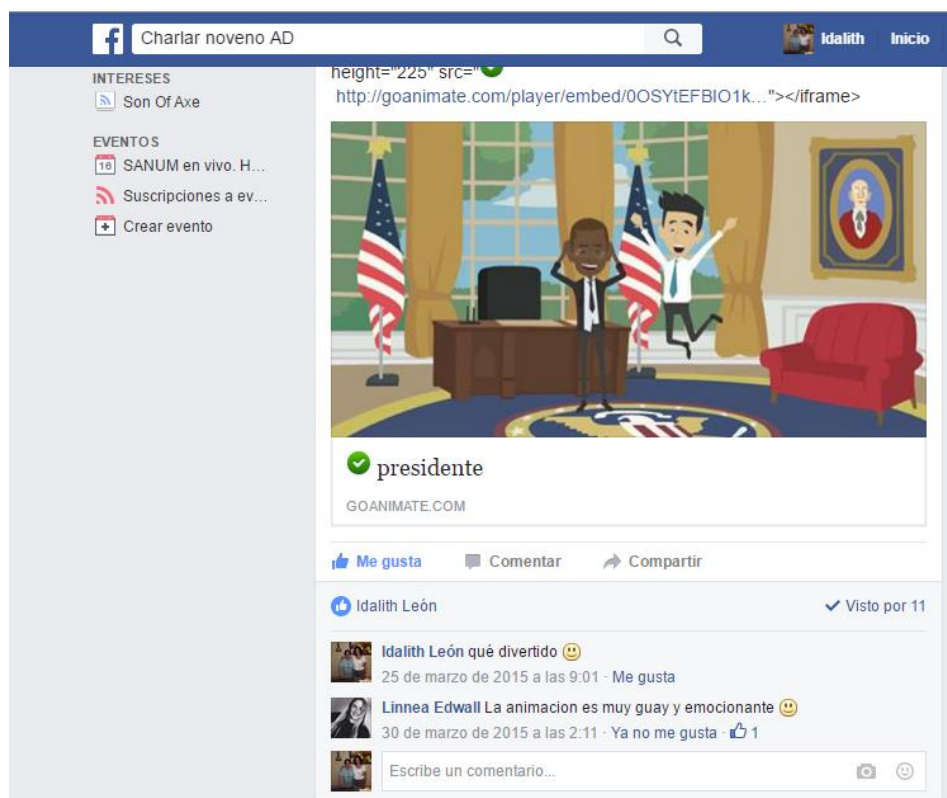 Charlar noveno AD
Idalith
Inicio
INTERESES
Son Of Axe
EVENTOS
SANUM en vivo. H...
Suscripciones a ev...
Crear evento
height="225" src="
http://goanimate.com/player/embed/0OSYtEFBIO1k..."></iframe>
presidente
GOANIMATE.COM
Me gusta Comentar Compartir
Idalith León Visto por 11
Idalith León qué divertido
25 de marzo de 2015 a las 9:01 · Me gusta
Linnea Edwall La animacion es muy guay y emocionante
30 de marzo de 2015 a las 2:11 · Ya no me gusta · 1
Escribe un comentario...